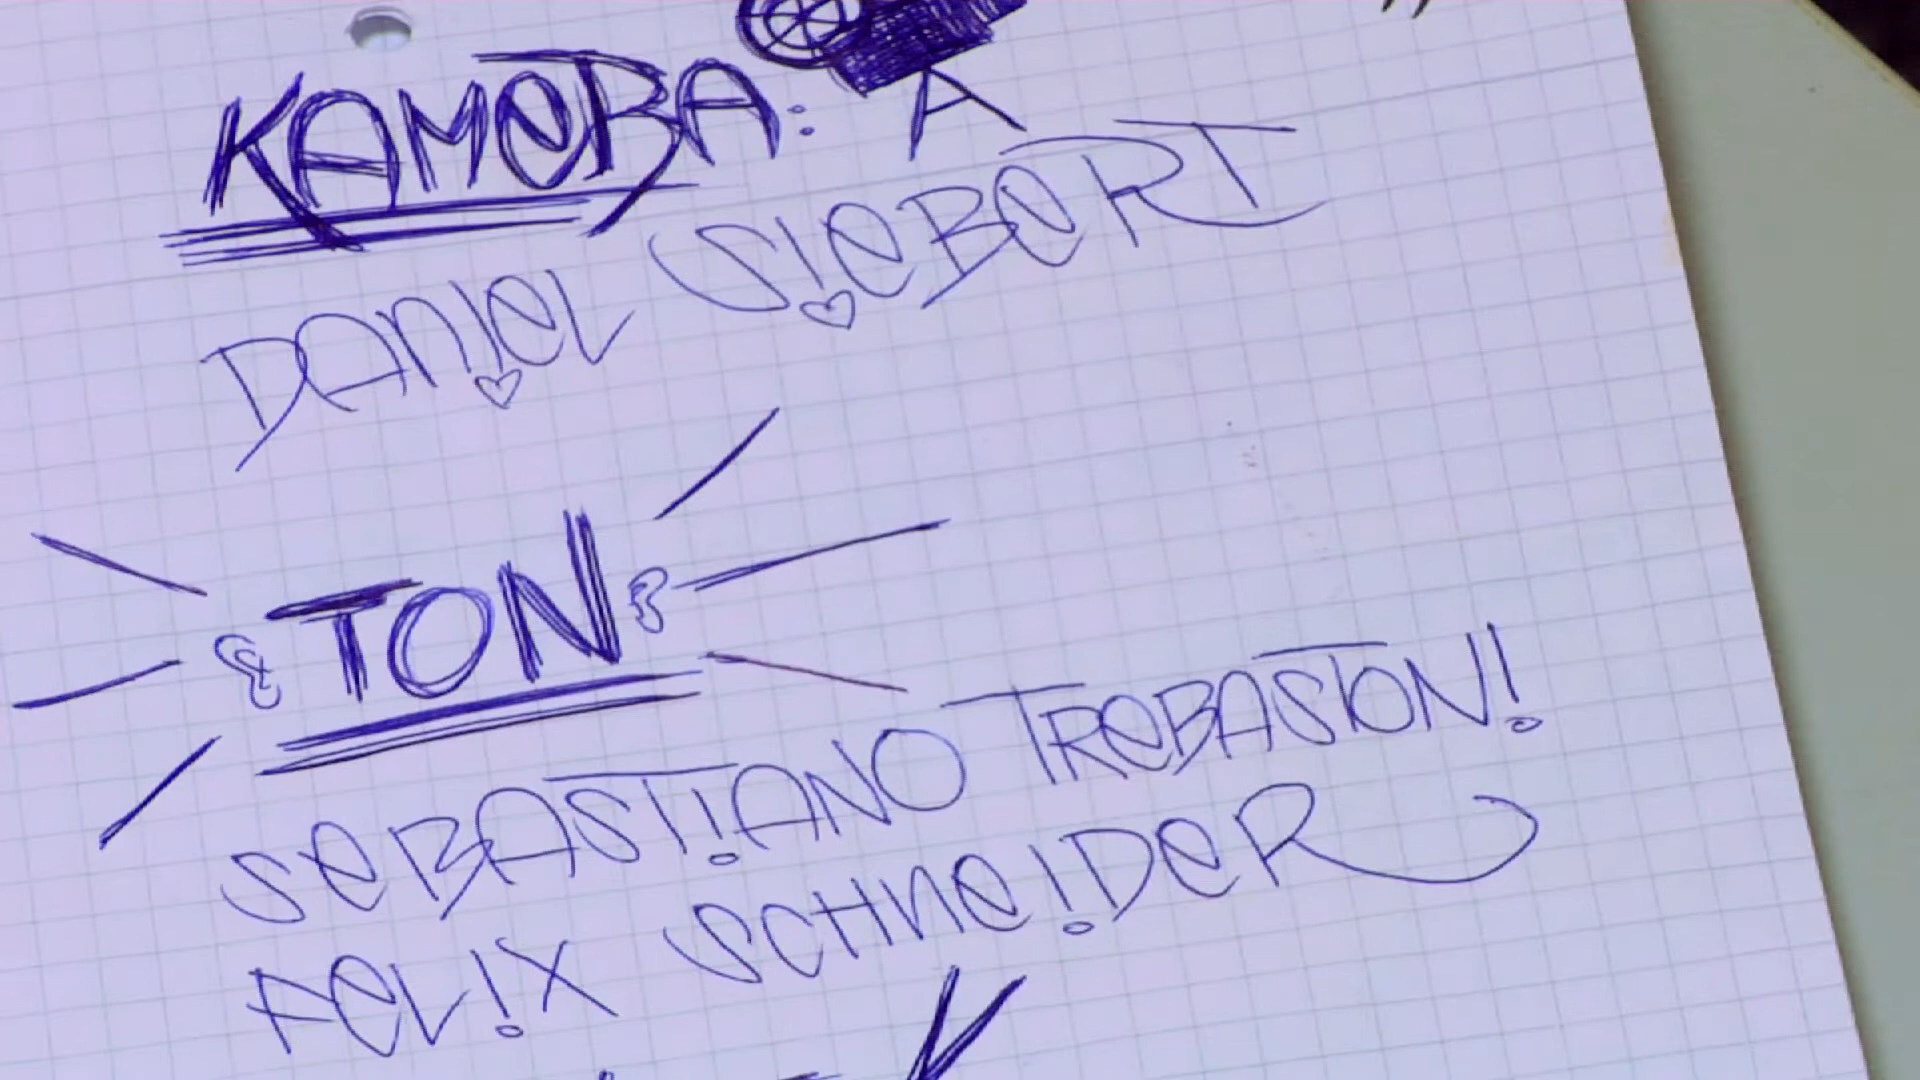 KAMERA:
DANIEL SIEBERT
TON
SEBASTIANO TREBASTONI
FELIX SCHNEIDER